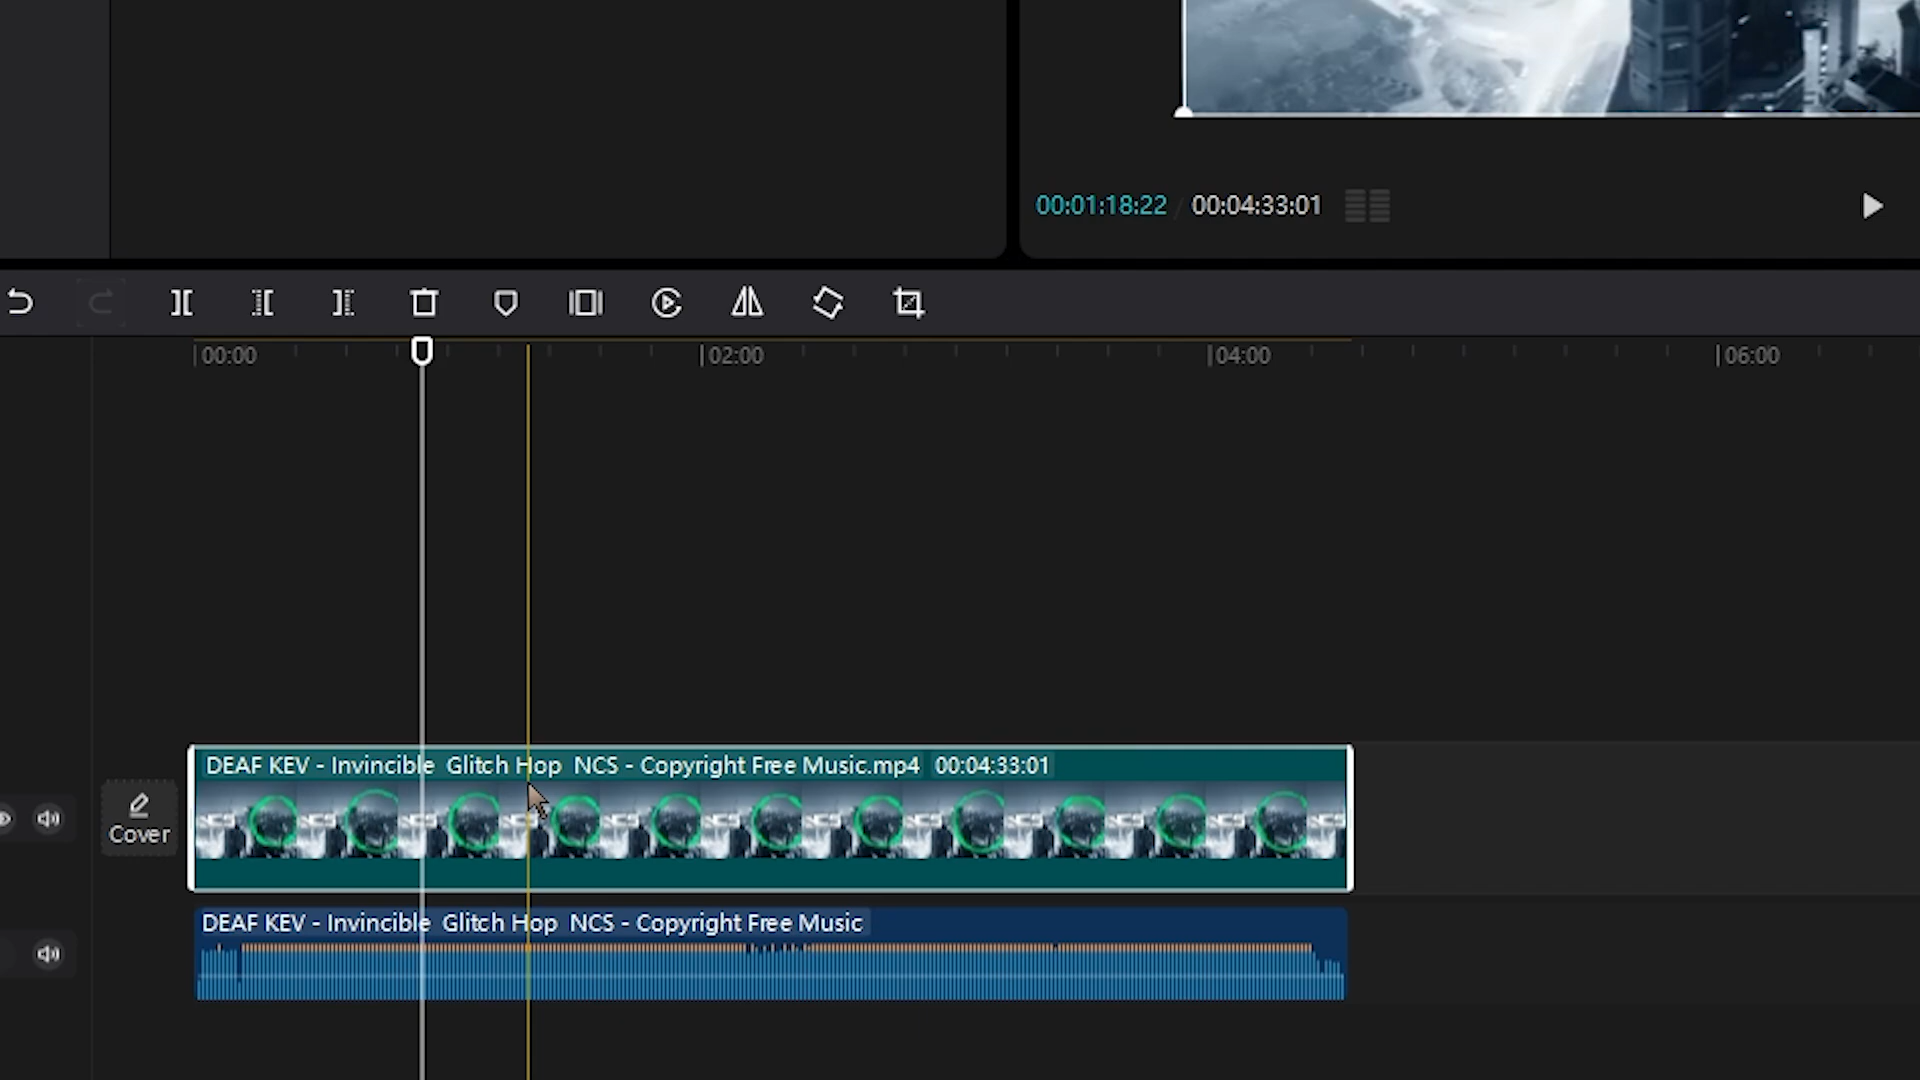 00:01:18:22 / 00:04:33:01
00:00
02:00
04:00
06:00
DEAF KEV - Invincible Glitch Hop NCS - Copyright Free Music.mp4 00:04:33:01
Cover
DEAF KEV - Invincible Glitch Hop NCS - Copyright Free Music